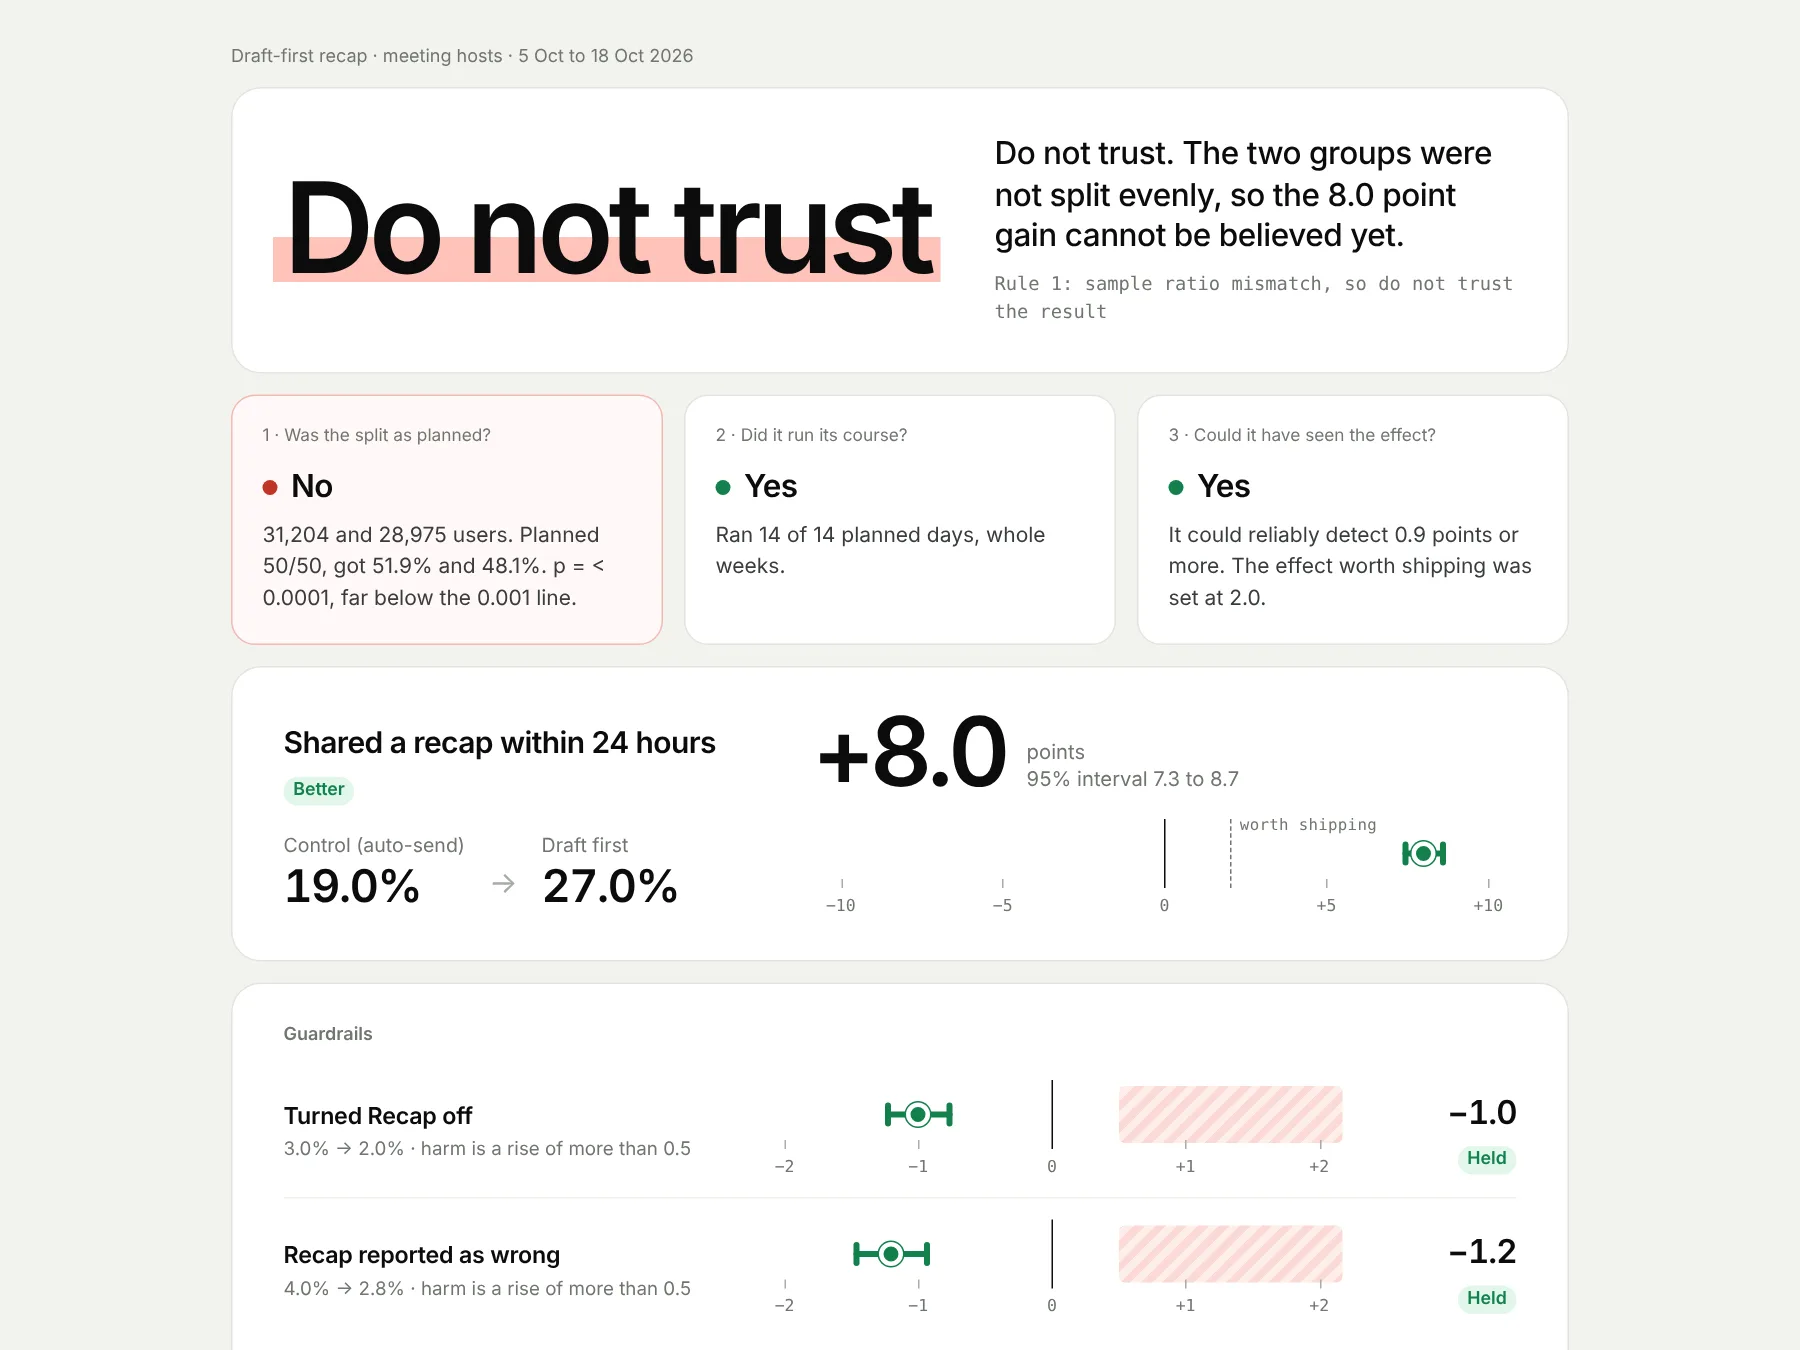 Draft-first recap · meeting hosts · 5 Oct to 18 Oct 2026
Do not trust
Do not trust. The two groups were
not split evenly, so the 8.0 point
gain cannot be believed yet.
Rule 1: sample ratio mismatch, so do not trust
the result
1 · Was the split as planned?
No
31,204 and 28,975 users. Planned
50/50, got 51.9% and 48.1%. p = <
0.0001, far below the 0.001 line.
2 · Did it run its course?
Yes
Ran 14 of 14 planned days, whole
weeks.
3 · Could it have seen the effect?
Yes
It could reliably detect 0.9 points or
more. The effect worth shipping was
set at 2.0.
Shared a recap within 24 hours
Better
Control (auto-send)
19.0%
→
Draft first
27.0%
+8.0
points
95% interval 7.3 to 8.7
worth shipping
−10 −5 0 +5 +10
Guardrails
Turned Recap off
3.0% → 2.0% · harm is a rise of more than 0.5
−2 −1 0 +1 +2
−1.0
Held
Recap reported as wrong
4.0% → 2.8% · harm is a rise of more than 0.5
−2 −1 0 +1 +2
−1.2
Held